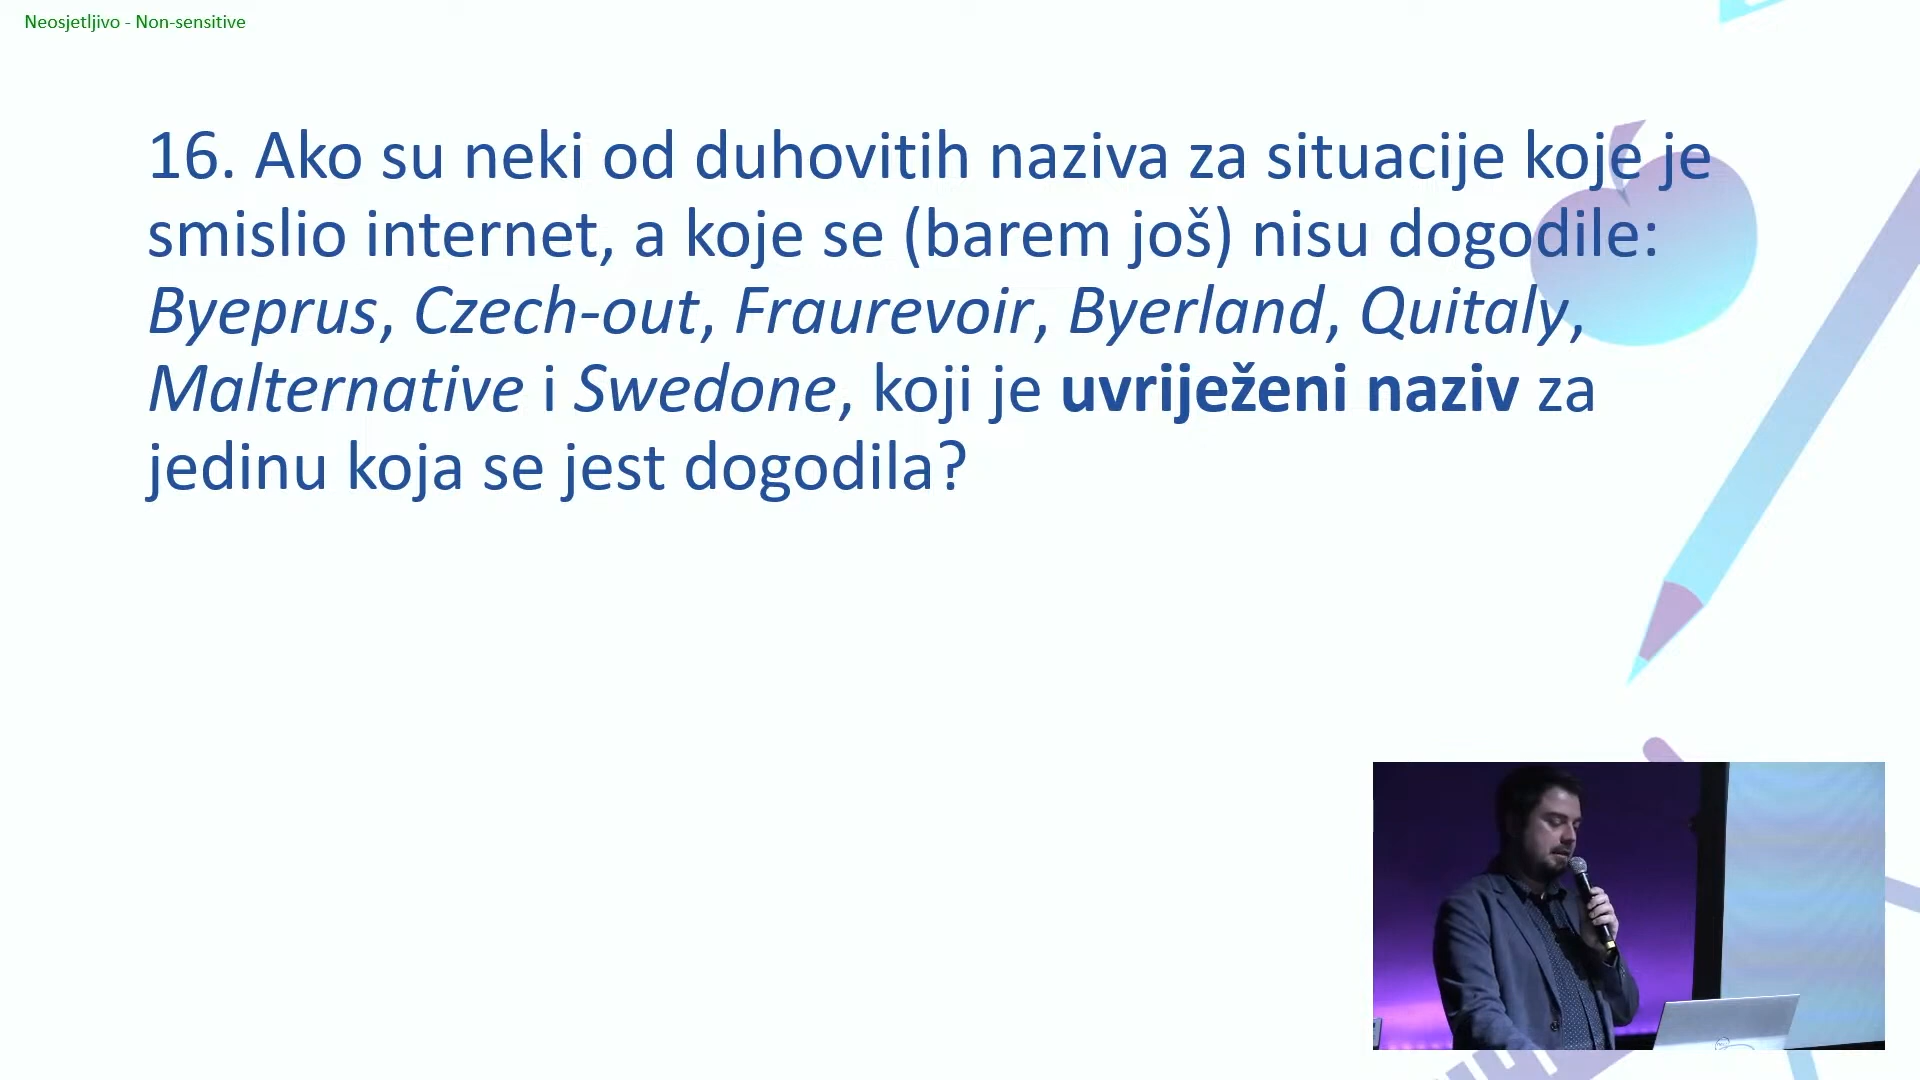 Neosjetljivo - Non-sensitive
16. Ako su neki od duhovitih naziva za situacije koje je
smislio internet, a koje se (barem još) nisu dogodile:
Byeprus, Czech-out, Fraurevoir, Byerland, Quitaly,
Malternative i Swedone, koji je uvriježeni naziv za
jedinu koja se jest dogodila?